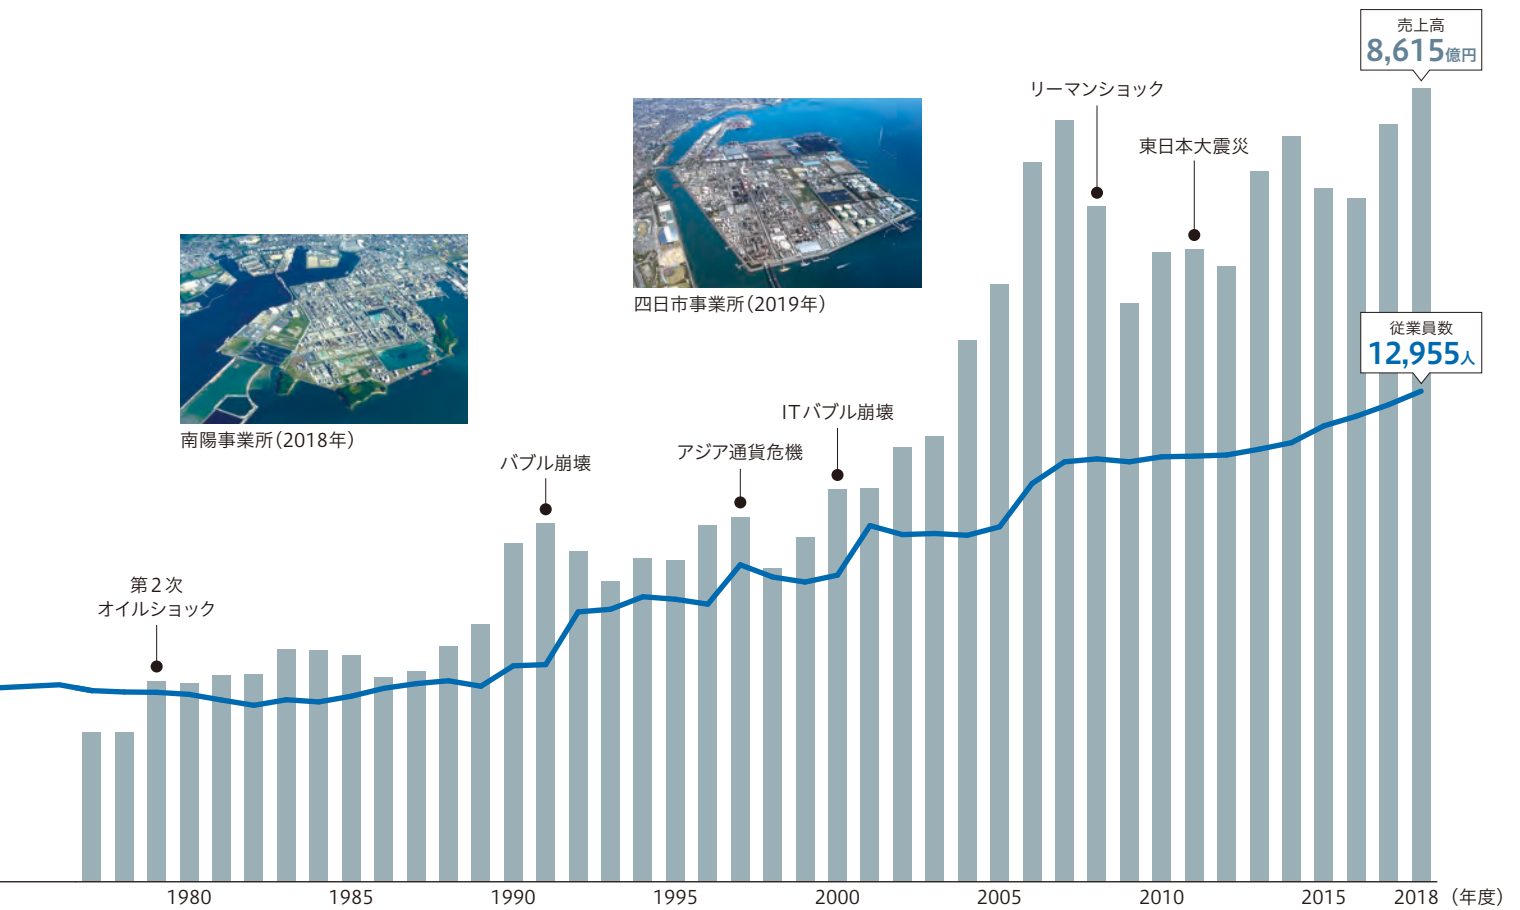 売上高
8,615億円
リーマンショック
東日本大震災
四日市事業所（2019年）
従業員数
12,955人
南陽事業所（2018年）
ITバブル崩壊
アジア通貨危機
バブル崩壊
第2次
オイルショック
1980 1985 1990 1995 2000 2005 2010 2015 2018 （年度）